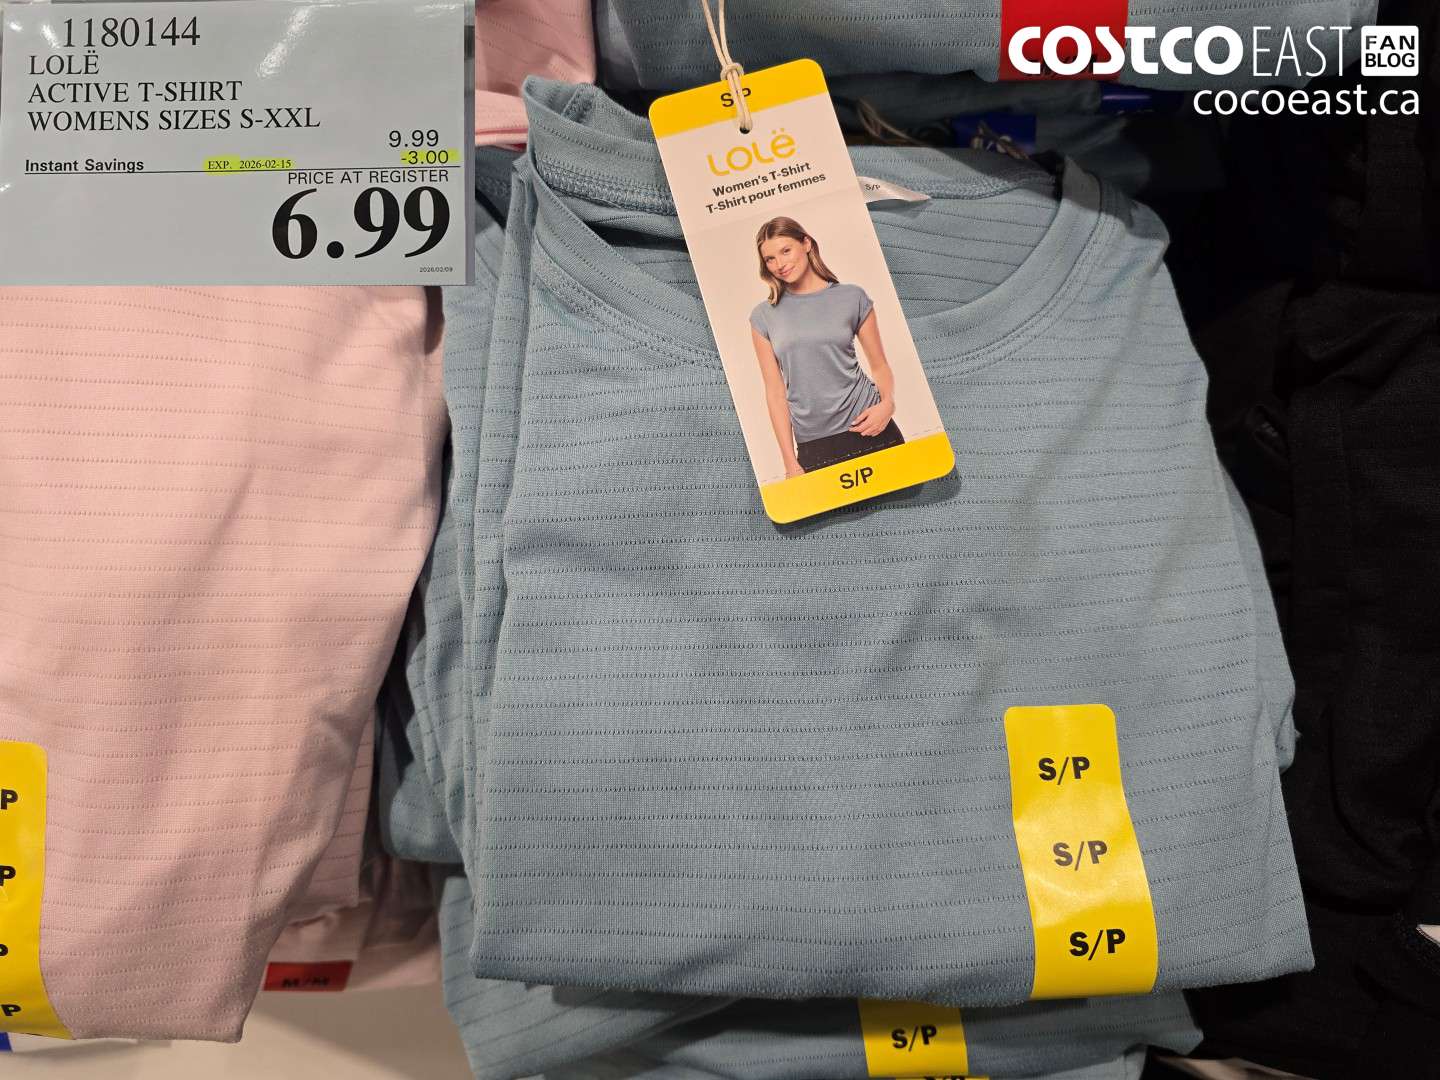 1180144
LOLË
ACTIVE T-SHIRT
WOMENS SIZES S-XXL
9.99
Instant Savings EXP. 2026-02-15 -3.00
PRICE AT REGISTER
6.99
2026/02/09
COSTCO EAST FAN BLOG
cocoeast.ca
S/P
LOLË
Women's T-Shirt
T-Shirt pour femmes
S/P
S/P
S/P
S/P
S/P
P
P
P
P
M/M
S/P